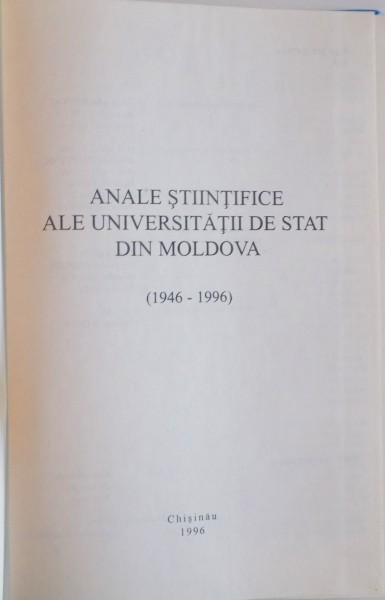 ANALE ŞTIINŢIFICE
ALE UNIVERSITĂŢII DE STAT
DIN MOLDOVA
(1946 - 1996)
Chişinău
1996